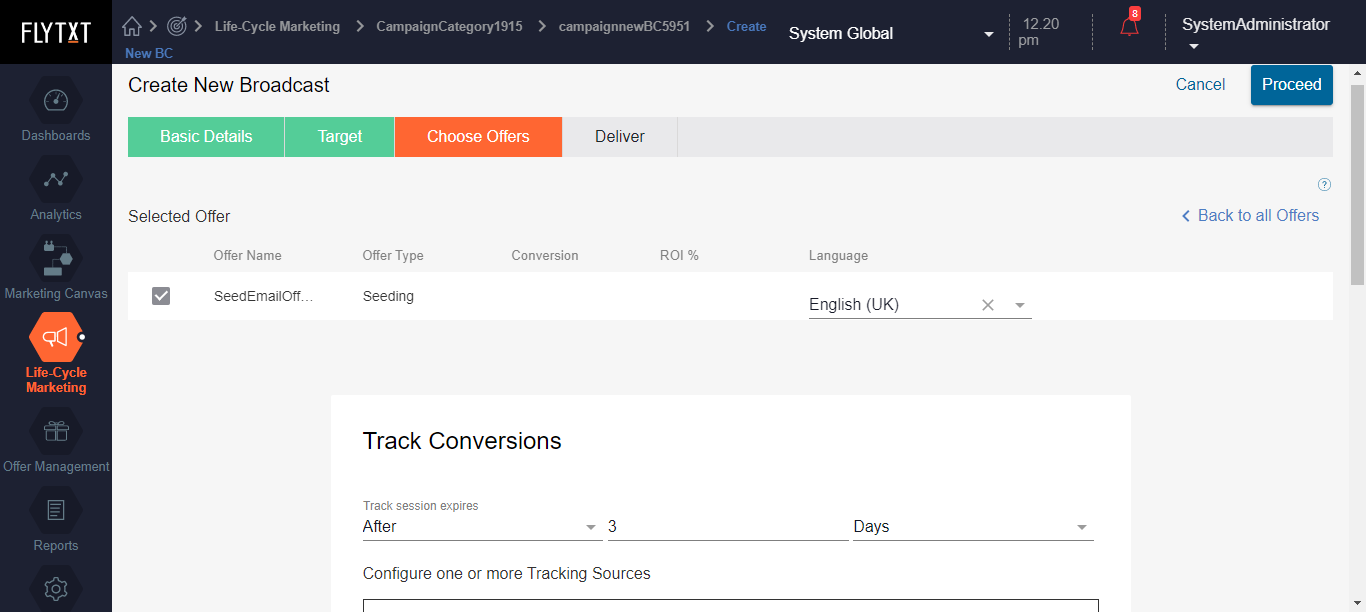 FLYTXT
Life-Cycle Marketing
CampaignCategory1915
campaignnewBC5951
Create
New BC
System Global
12.20
pm
8
SystemAdministrator
Dashboards
Analytics
Marketing Canvas
Life-Cycle
Marketing
Offer Management
Reports
Create New Broadcast
Cancel
Proceed
Basic Details
Target
Choose Offers
Deliver
?
Selected Offer
Back to all Offers
Offer Name
Offer Type
Conversion
ROI %
Language
SeedEmailOff...
Seeding
English (UK)
Track Conversions
Track session expires
After
3
Days
Configure one or more Tracking Sources